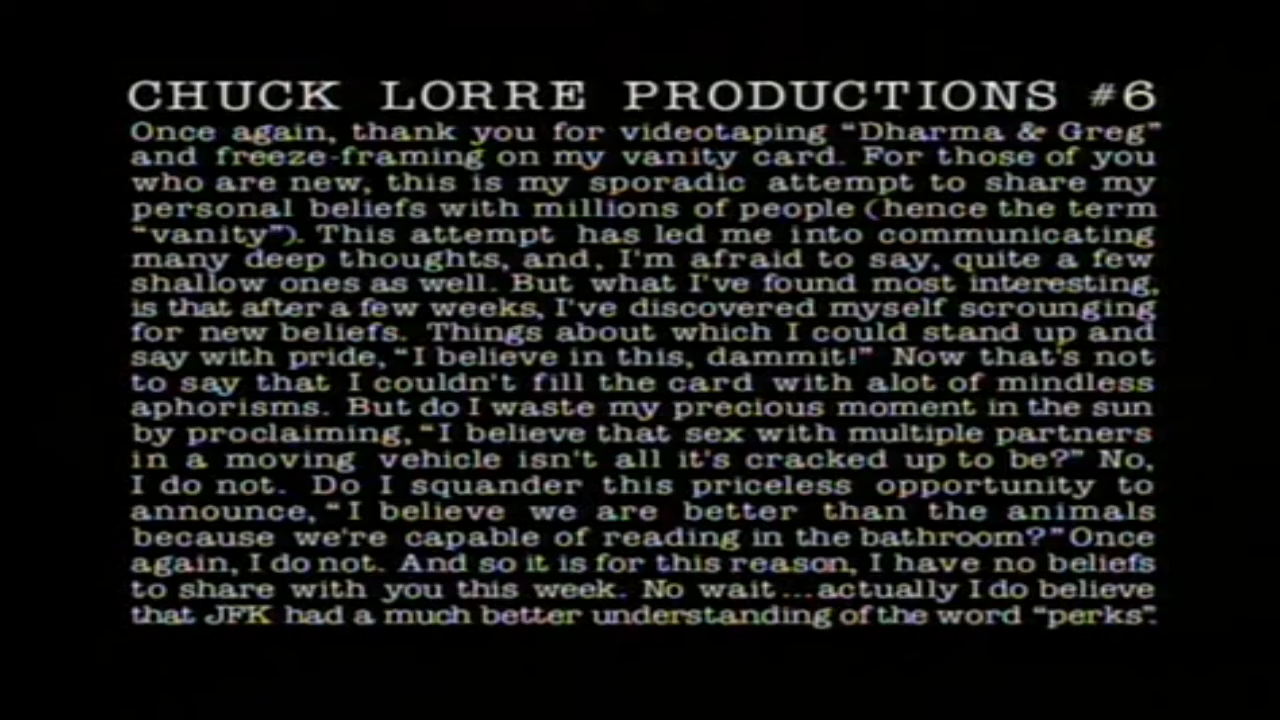 CHUCK LORRE PRODUCTIONS #6
Once again, thank you for videotaping “Dharma & Greg”
and freeze-framing on my vanity card. For those of you
who are new, this is my sporadic attempt to share my
personal beliefs with millions of people (hence the term
“vanity”). This attempt has led me into communicating
many deep thoughts, and, I'm afraid to say, quite a few
shallow ones as well. But what I've found most interesting,
is that after a few weeks, I've discovered myself scrounging
for new beliefs. Things about which I could stand up and
say with pride, “I believe in this, dammit!” Now that's not
to say that I couldn't fill the card with alot of mindless
aphorisms. But do I waste my precious moment in the sun
by proclaiming, “I believe that sex with multiple partners
in a moving vehicle isn't all it's cracked up to be?” No,
I do not. Do I squander this priceless opportunity to
announce, “I believe we are better than the animals
because we're capable of reading in the bathroom?” Once
again, I do not. And so it is for this reason, I have no beliefs
to share with you this week. No wait...actually I do believe
that JFK had a much better understanding of the word “perks”.